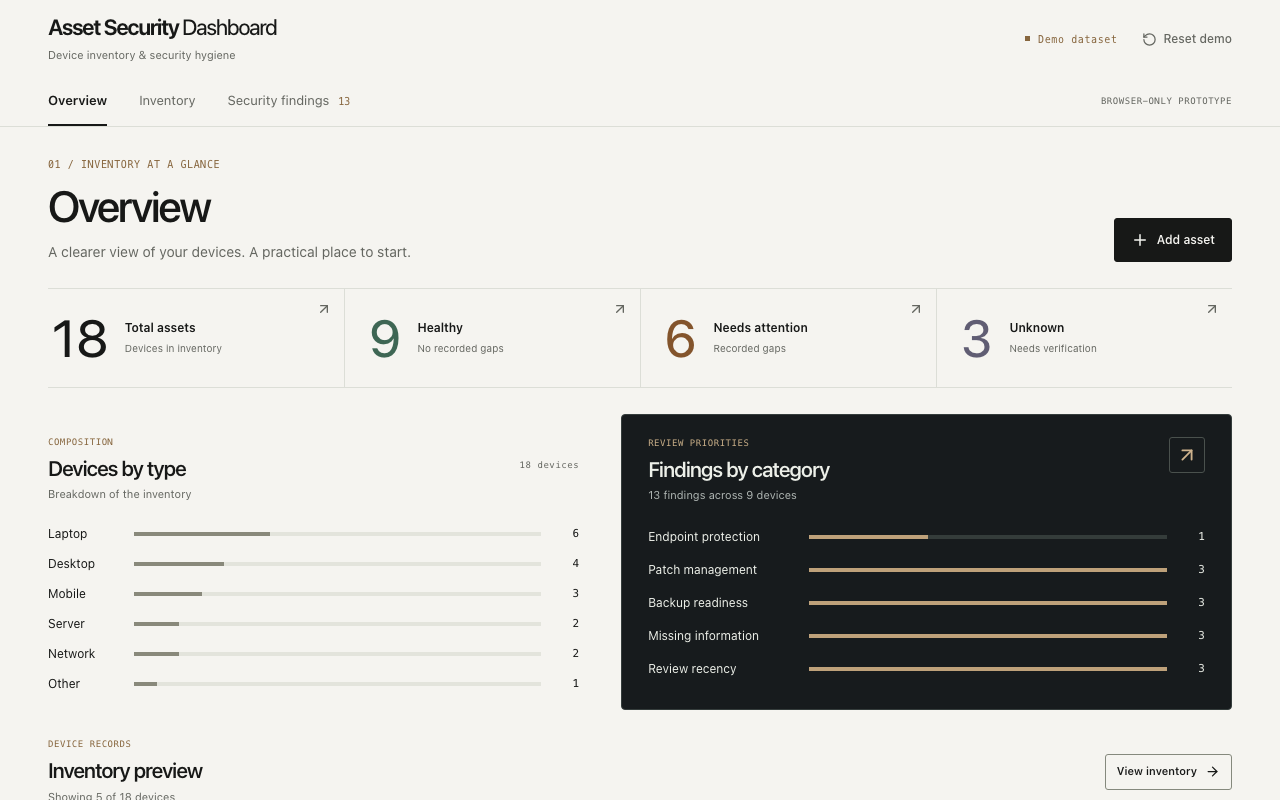 Asset Security Dashboard
Device inventory & security hygiene
Demo dataset
Reset demo
Overview
Inventory
Security findings 13
BROWSER-ONLY PROTOTYPE
01 / INVENTORY AT A GLANCE
Overview
A clearer view of your devices. A practical place to start.
Add asset
18
Total assets
Devices in inventory
9
Healthy
No recorded gaps
6
Needs attention
Recorded gaps
3
Unknown
Needs verification
COMPOSITION
Devices by type
Breakdown of the inventory
18 devices
Laptop 6
Desktop 4
Mobile 3
Server 2
Network 2
Other 1
REVIEW PRIORITIES
Findings by category
13 findings across 9 devices
Endpoint protection 1
Patch management 3
Backup readiness 3
Missing information 3
Review recency 3
DEVICE RECORDS
Inventory preview
Showing 5 of 18 devices
View inventory